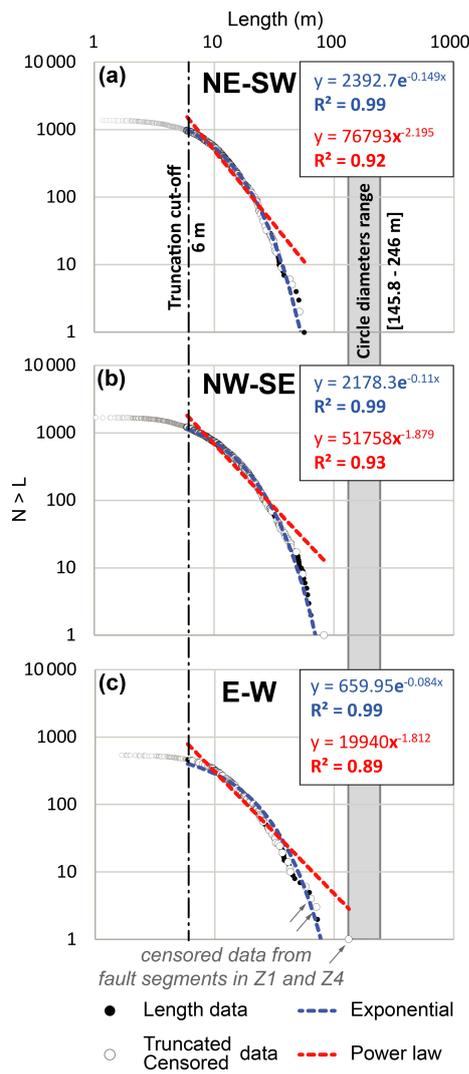 Length (m)
1 10 100 1000
10 000
1000
100
10
1
(a)
NE-SW
y = 2392.7e^-0.149x
R² = 0.99
y = 76793x^-2.195
R² = 0.92
Truncation cut-off
6 m
Circle diameters range
[145.8 - 246 m]
10 000
1000
100
10
1
(b)
NW-SE
y = 2178.3e^-0.11x
R² = 0.99
y = 51758x^-1.879
R² = 0.93
N > L
10 000
1000
100
10
1
(c)
E-W
y = 659.95e^-0.084x
R² = 0.99
y = 19940x^-1.812
R² = 0.89
censored data from
fault segments in Z1 and Z4
Length data
Exponential
Truncated data
Censored
Power law